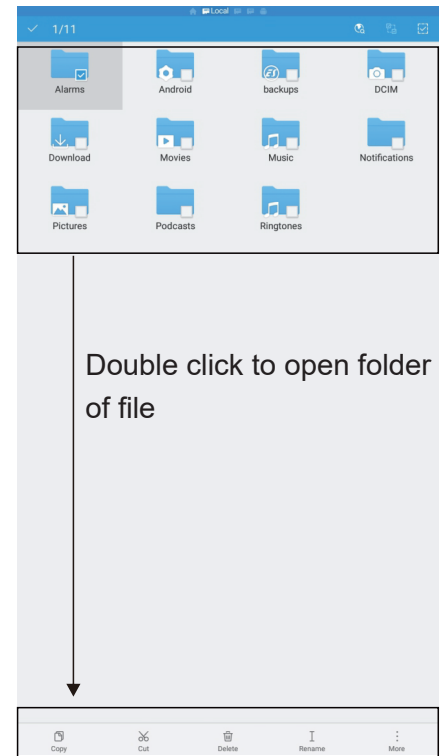 Local
1/11
Alarms Android backups DCIM
Download Movies Music Notifications
Pictures Podcasts Ringtones
Double click to open folder
of file
Copy Cut Delete Rename More